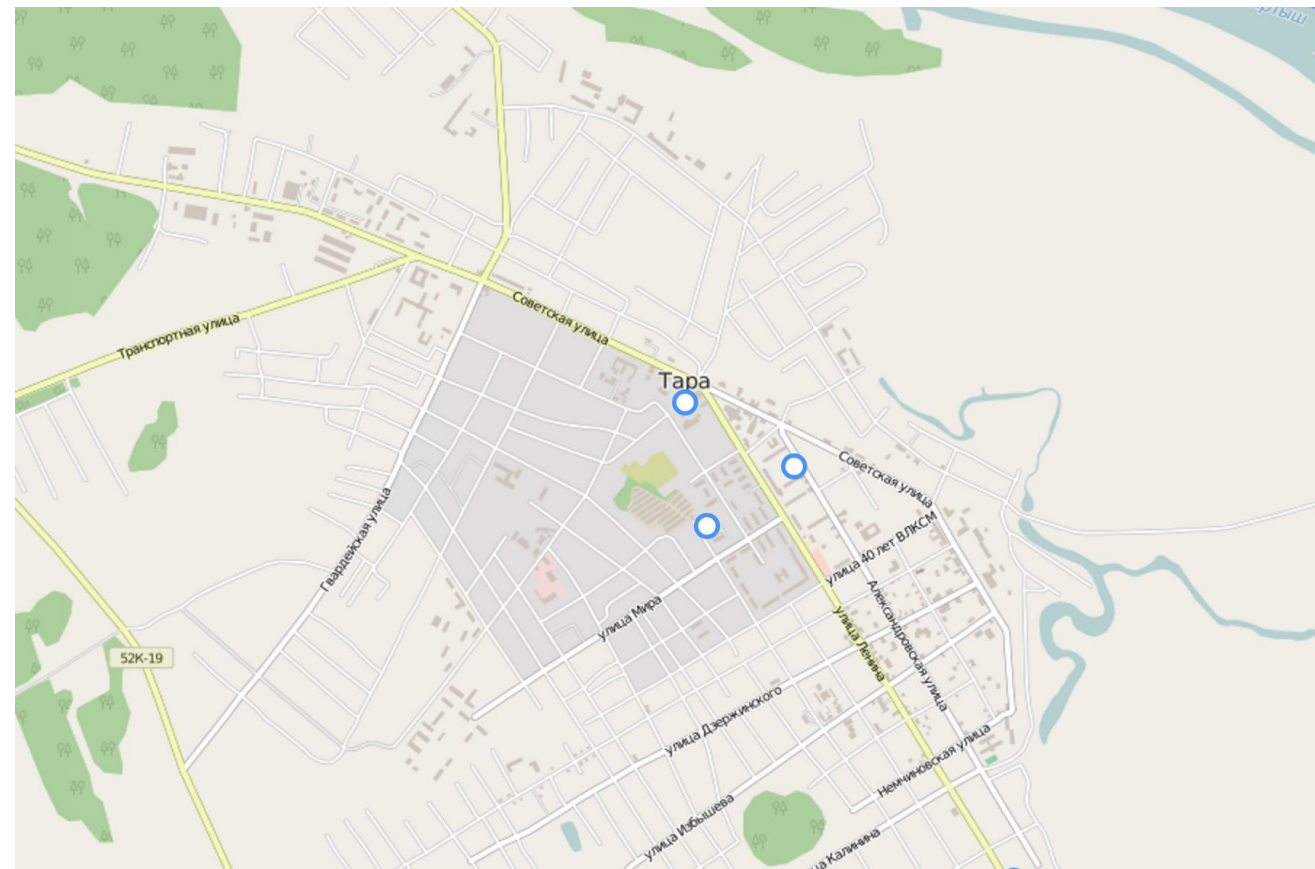 Советская улица
Транспортная улица
Тара
Советская улица
Гвардейская улица
улица 40 лет ВЛКСМ
улица Мира
Александровская улица
улица Ленина
52К-19
улица Дзержинского
Немчиновская улица
улица Избышева
Калинина